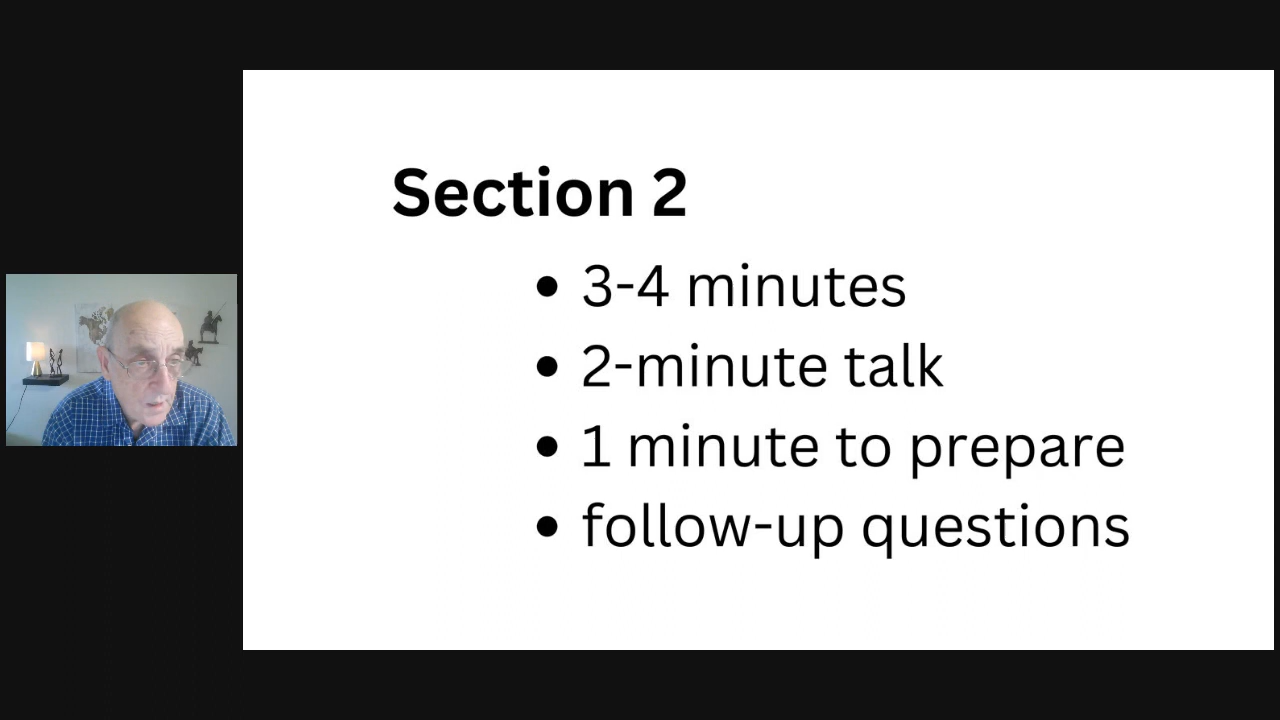 Section 2
• 3-4 minutes
• 2-minute talk
• 1 minute to prepare
• follow-up questions